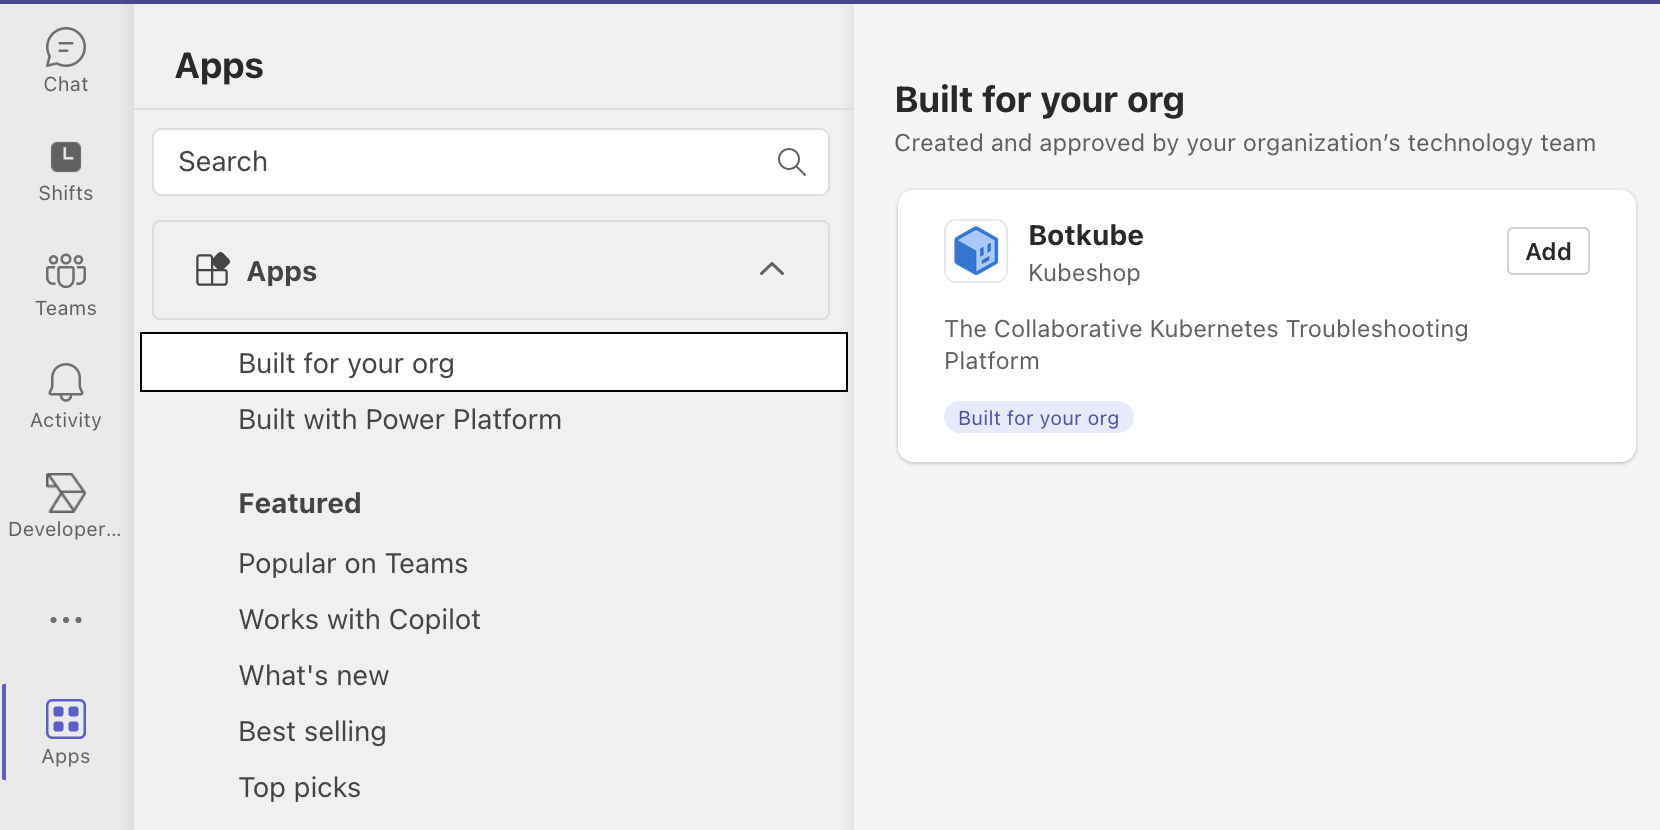 Chat
Shifts
Teams
Activity
Developer...
Apps
Apps
Search
Apps
Built for your org
Built with Power Platform
Featured
Popular on Teams
Works with Copilot
What's new
Best selling
Top picks
Built for your org
Created and approved by your organization’s technology team
Botkube
Kubeshop
Add
The Collaborative Kubernetes Troubleshooting
Platform
Built for your org